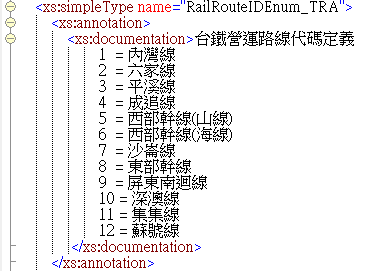 <xs:simpleType name="RailRouteIDEnum_TRA">
<xs:annotation>
<xs:documentation>台鐵營運路線代碼定義
1 = 內灣線
2 = 六家線
3 = 平溪線
4 = 成追線
5 = 西部幹線(山線)
6 = 西部幹線(海線)
7 = 沙崙線
8 = 東部幹線
9 = 屏東南迴線
10 = 深澳線
11 = 集集線
12 = 蘇號線
</xs:documentation>
</xs:annotation>